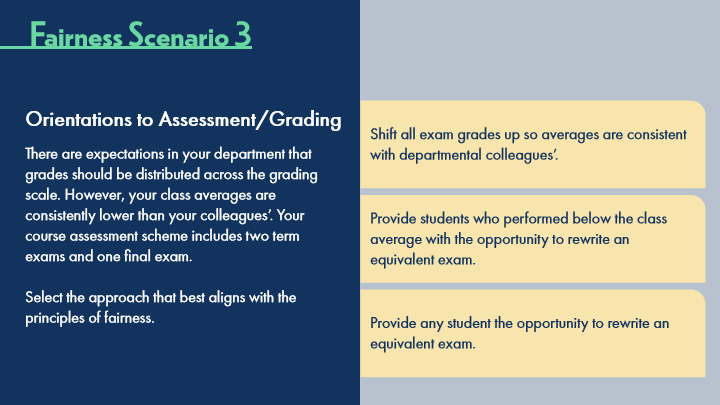 Fairness Scenario 3
Orientations to Assessment/Grading
There are expectations in your department that
grades should be distributed across the grading
scale. However, your class averages are
consistently lower than your colleagues’. Your
course assessment scheme includes two term
exams and one final exam.
Select the approach that best aligns with the
principles of fairness.
Shift all exam grades up so averages are consistent
with departmental colleagues’.
Provide students who performed below the class
average with the opportunity to rewrite an
equivalent exam.
Provide any student the opportunity to rewrite an
equivalent exam.